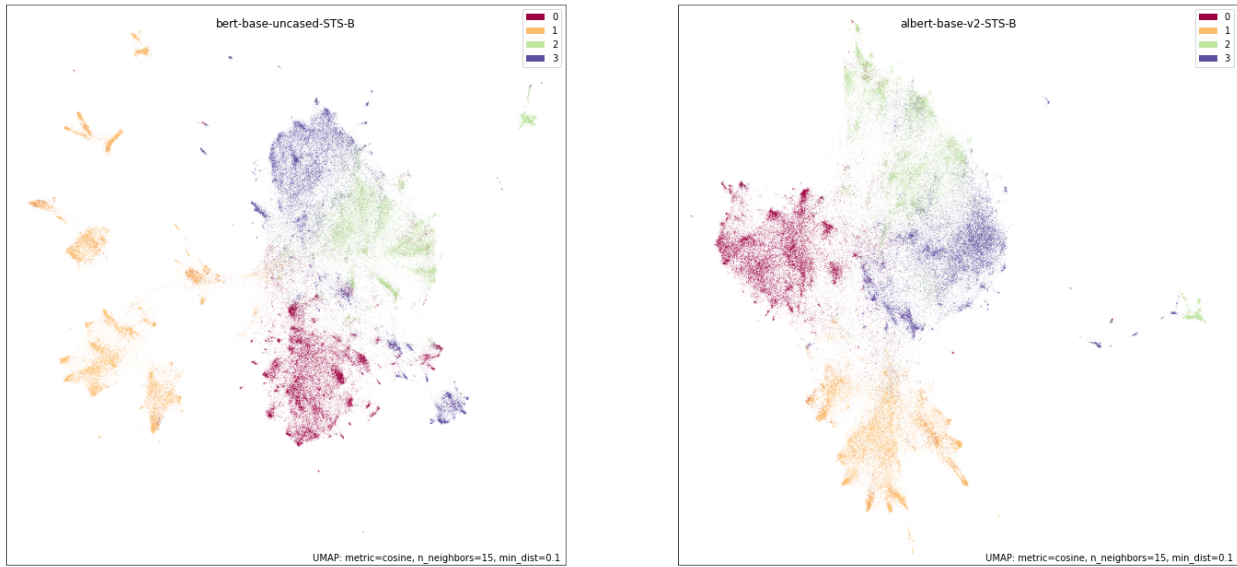 bert-base-uncased-STS-B
0
1
2
3
UMAP: metric=cosine, n_neighbors=15, min_dist=0.1
albert-base-v2-STS-B
0
1
2
3
UMAP: metric=cosine, n_neighbors=15, min_dist=0.1